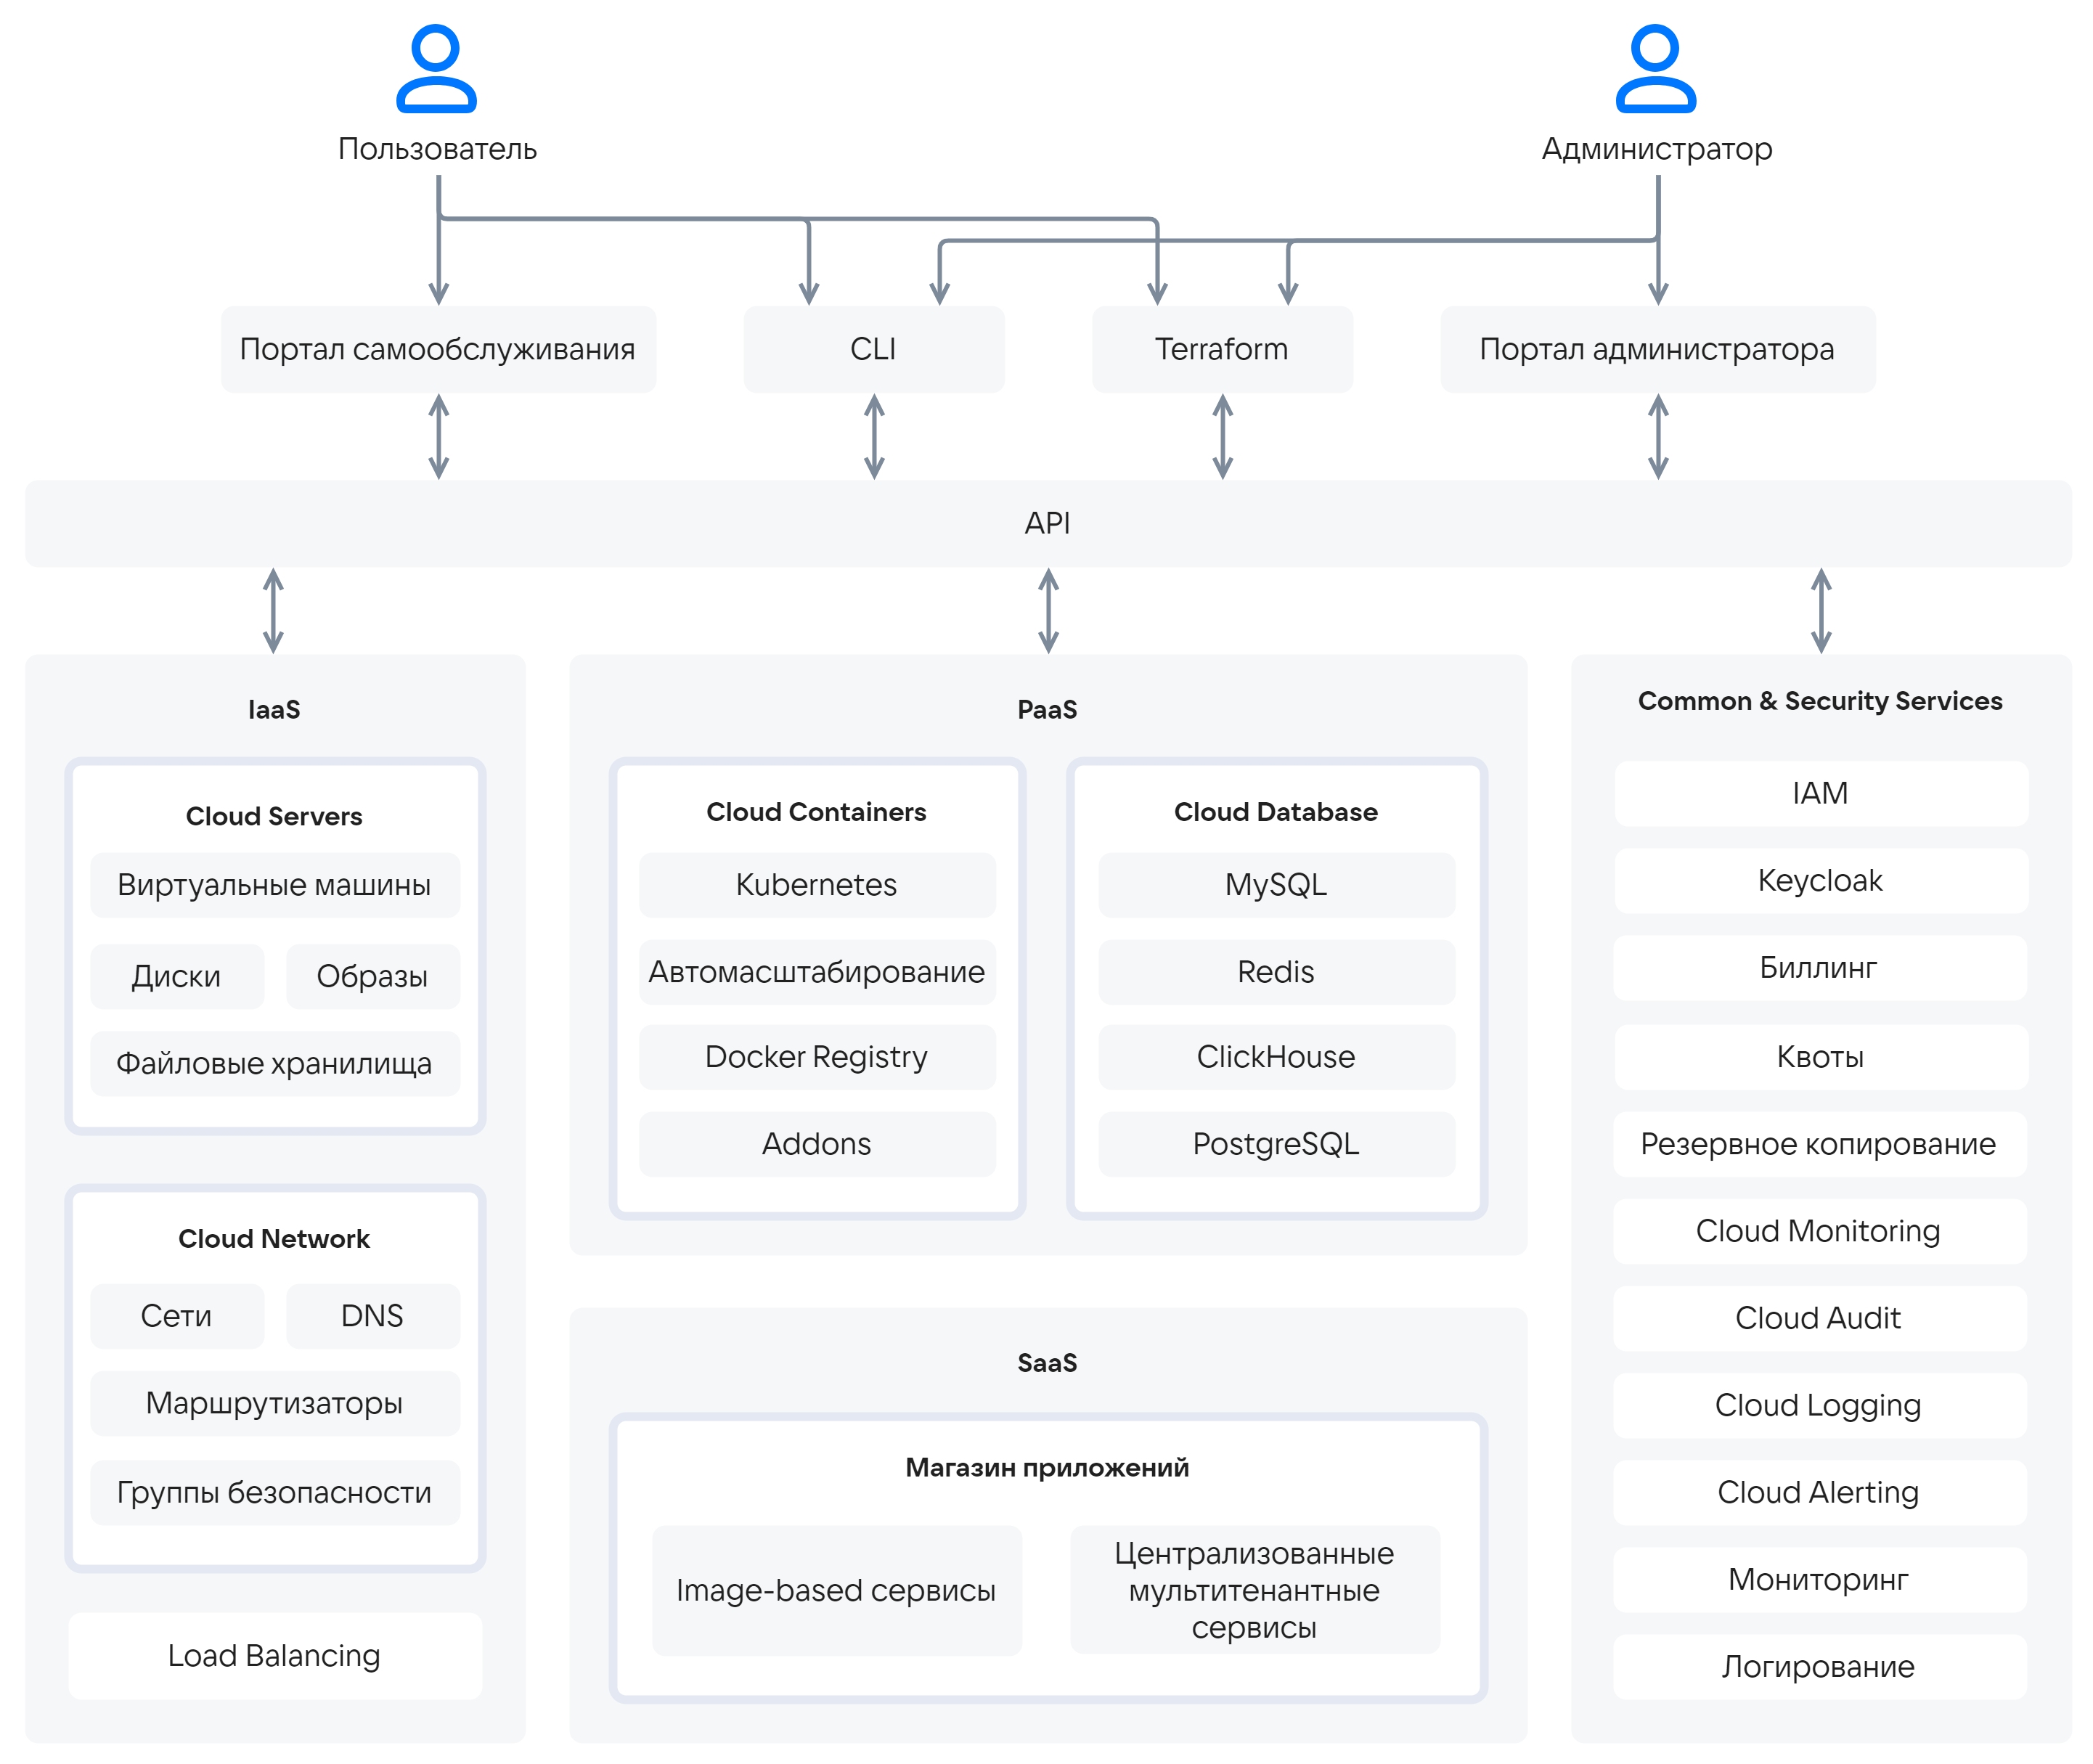 Пользователь
Администратор
Портал самообслуживания
CLI
Terraform
Портал администратора
API
IaaS
Cloud Servers
Виртуальные машины
Диски
Образы
Файловые хранилища
Cloud Network
Сети
DNS
Маршрутизаторы
Группы безопасности
Load Balancing
PaaS
Cloud Containers
Kubernetes
Автомасштабирование
Docker Registry
Addons
Cloud Database
MySQL
Redis
ClickHouse
PostgreSQL
SaaS
Магазин приложений
Image-based сервисы
Централизованные
мультитенантные
сервисы
Common & Security Services
IAM
Keycloak
Биллинг
Квоты
Резервное копирование
Cloud Monitoring
Cloud Audit
Cloud Logging
Cloud Alerting
Мониторинг
Логирование